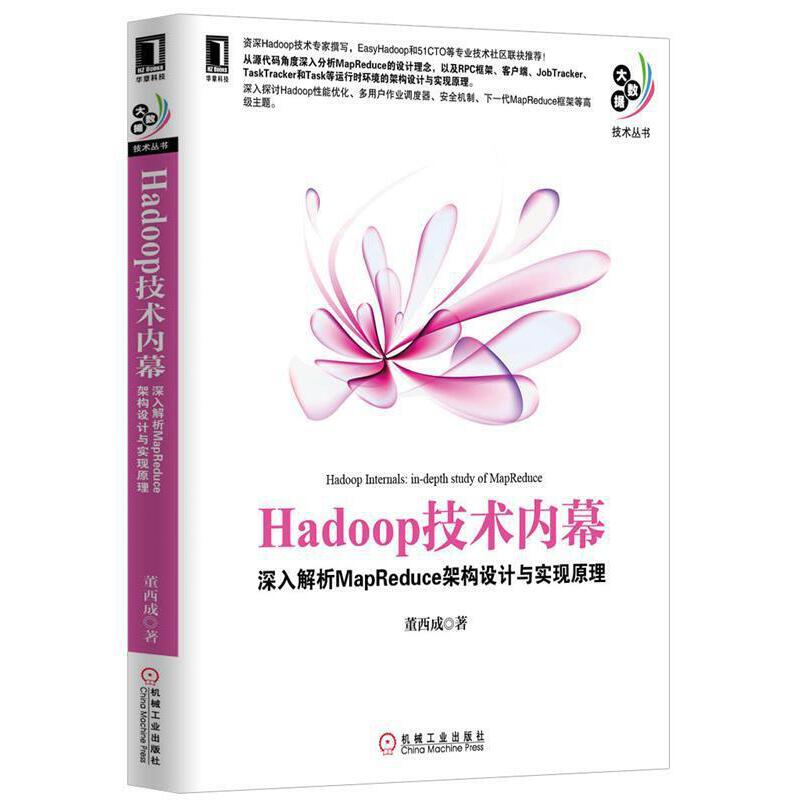 HZ Books
华章科技
大数据
技术丛书
Hadoop技术内幕
深入解析MapReduce
架构设计与实现原理
董西成 著
机械工业出版社
China Machine Press
资深Hadoop技术专家撰写，EasyHadoop和51CTO等专业技术社区联袂推荐！
从源代码角度深入分析MapReduce的设计理念，以及RPC框架、客户端、JobTracker、
TaskTracker和Task等运行时环境的架构设计与实现原理。
深入探讨Hadoop性能优化、多用户作业调度器、安全机制、下一代MapReduce框架等高
级主题。
大数据
技术丛书
Hadoop Internals: in-depth study of MapReduce
Hadoop技术内幕
深入解析MapReduce架构设计与实现原理
董西成◎著
机械工业出版社
China Machine Press